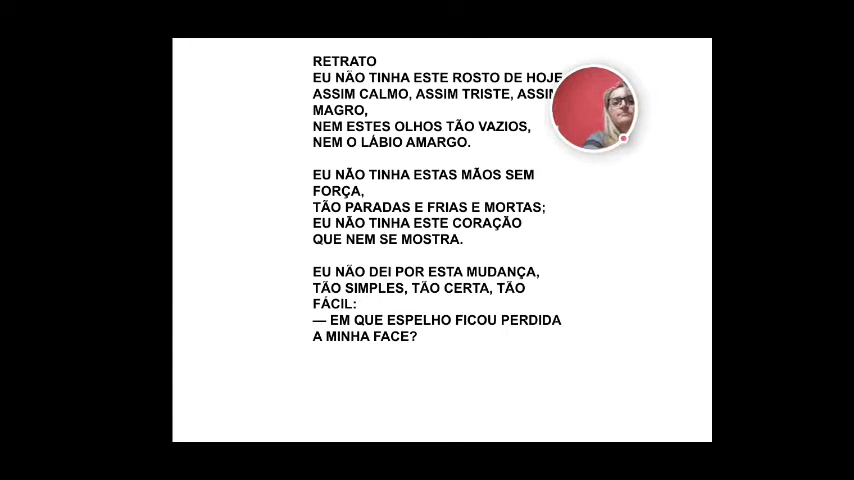 RETRATO
EU NÃO TINHA ESTE ROSTO DE HOJE
ASSIM CALMO, ASSIM TRISTE, ASSIM
MAGRO,
NEM ESTES OLHOS TÃO VAZIOS,
NEM O LÁBIO AMARGO.
EU NÃO TINHA ESTAS MÃOS SEM
FORÇA,
TÃO PARADAS E FRIAS E MORTAS;
EU NÃO TINHA ESTE CORAÇÃO
QUE NEM SE MOSTRA.
EU NÃO DEI POR ESTA MUDANÇA,
TÃO SIMPLES, TÃO CERTA, TÃO
FÁCIL:
— EM QUE ESPELHO FICOU PERDIDA
A MINHA FACE?